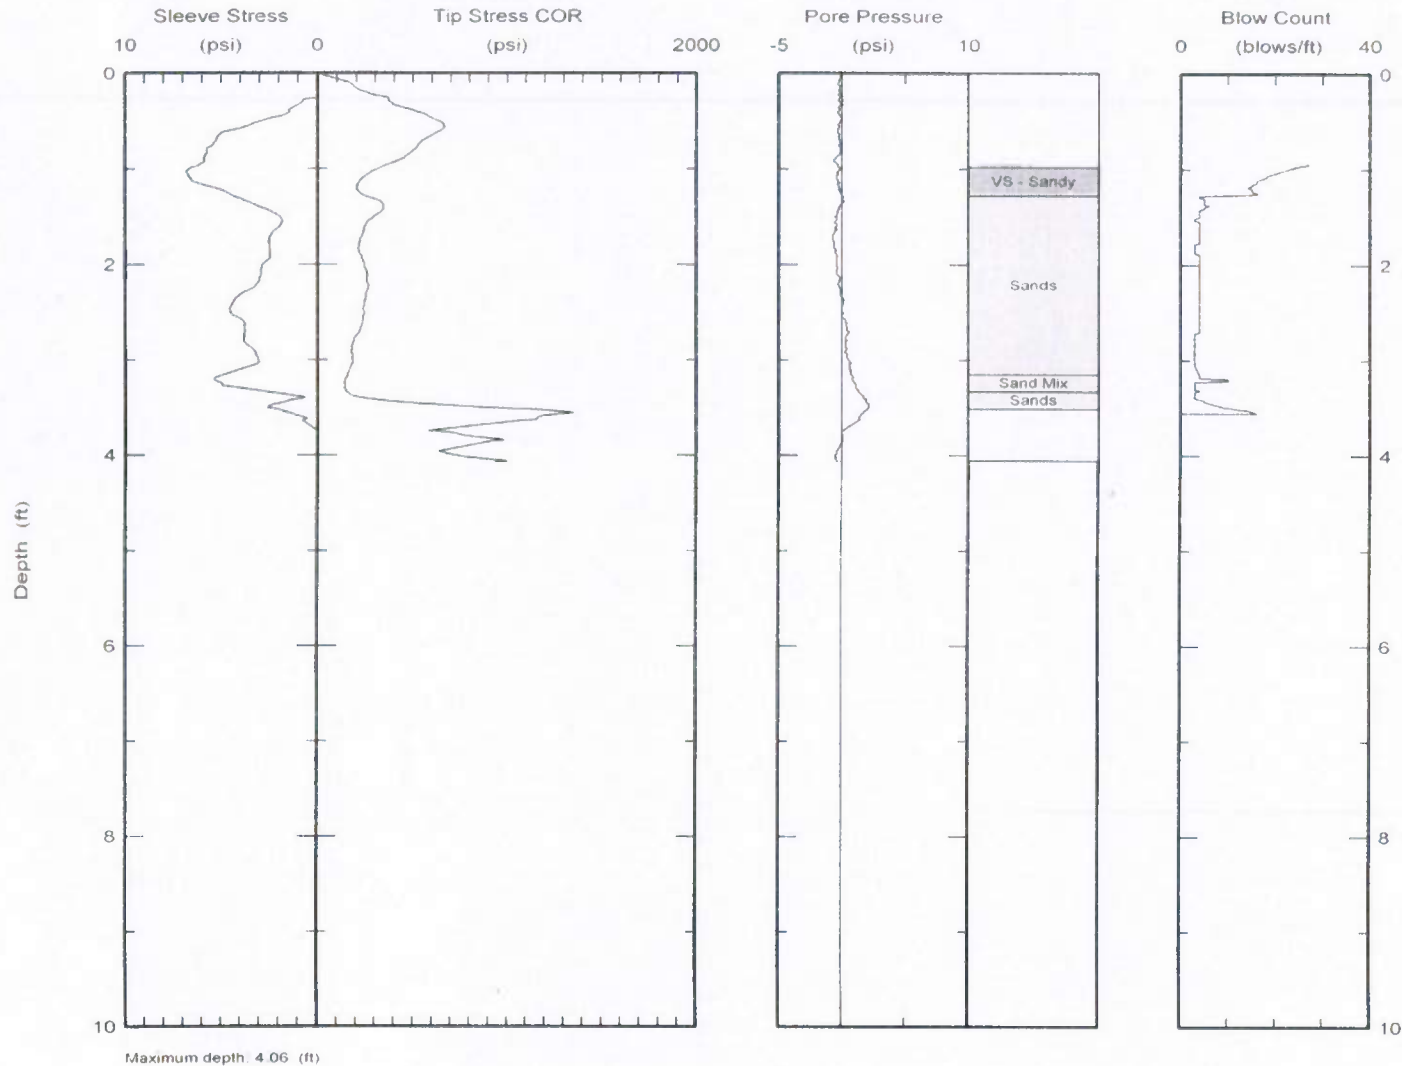 Sleeve Stress Tip Stress COR Pore Pressure Blow Count
10 (psi) 0 (psi) 2000 -5 (psi) 10 0 (blows/ft) 40
0 0
VS - Sandy
2 2
Sands
Sand Mix
Sands
4 4
Depth (ft)
6 6
8 8
10 10
Maximum depth: 4.06 (ft)